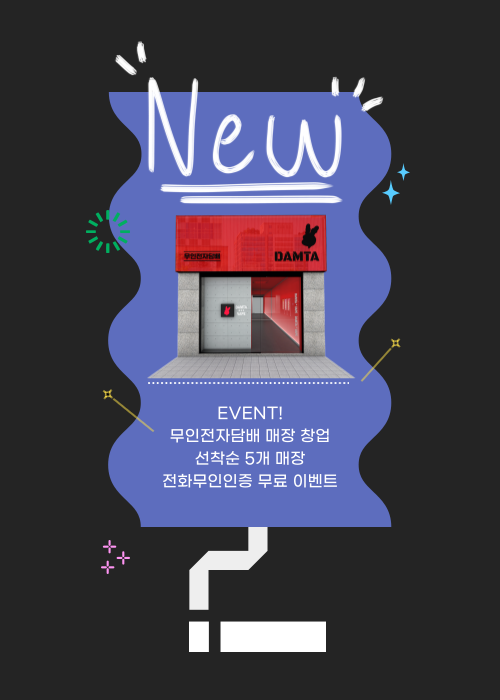 New
무인전자담배
DAMTA
EVENT!
무인전자담배 매장 창업
선착순 5개 매장
전화무인인증 무료 이벤트